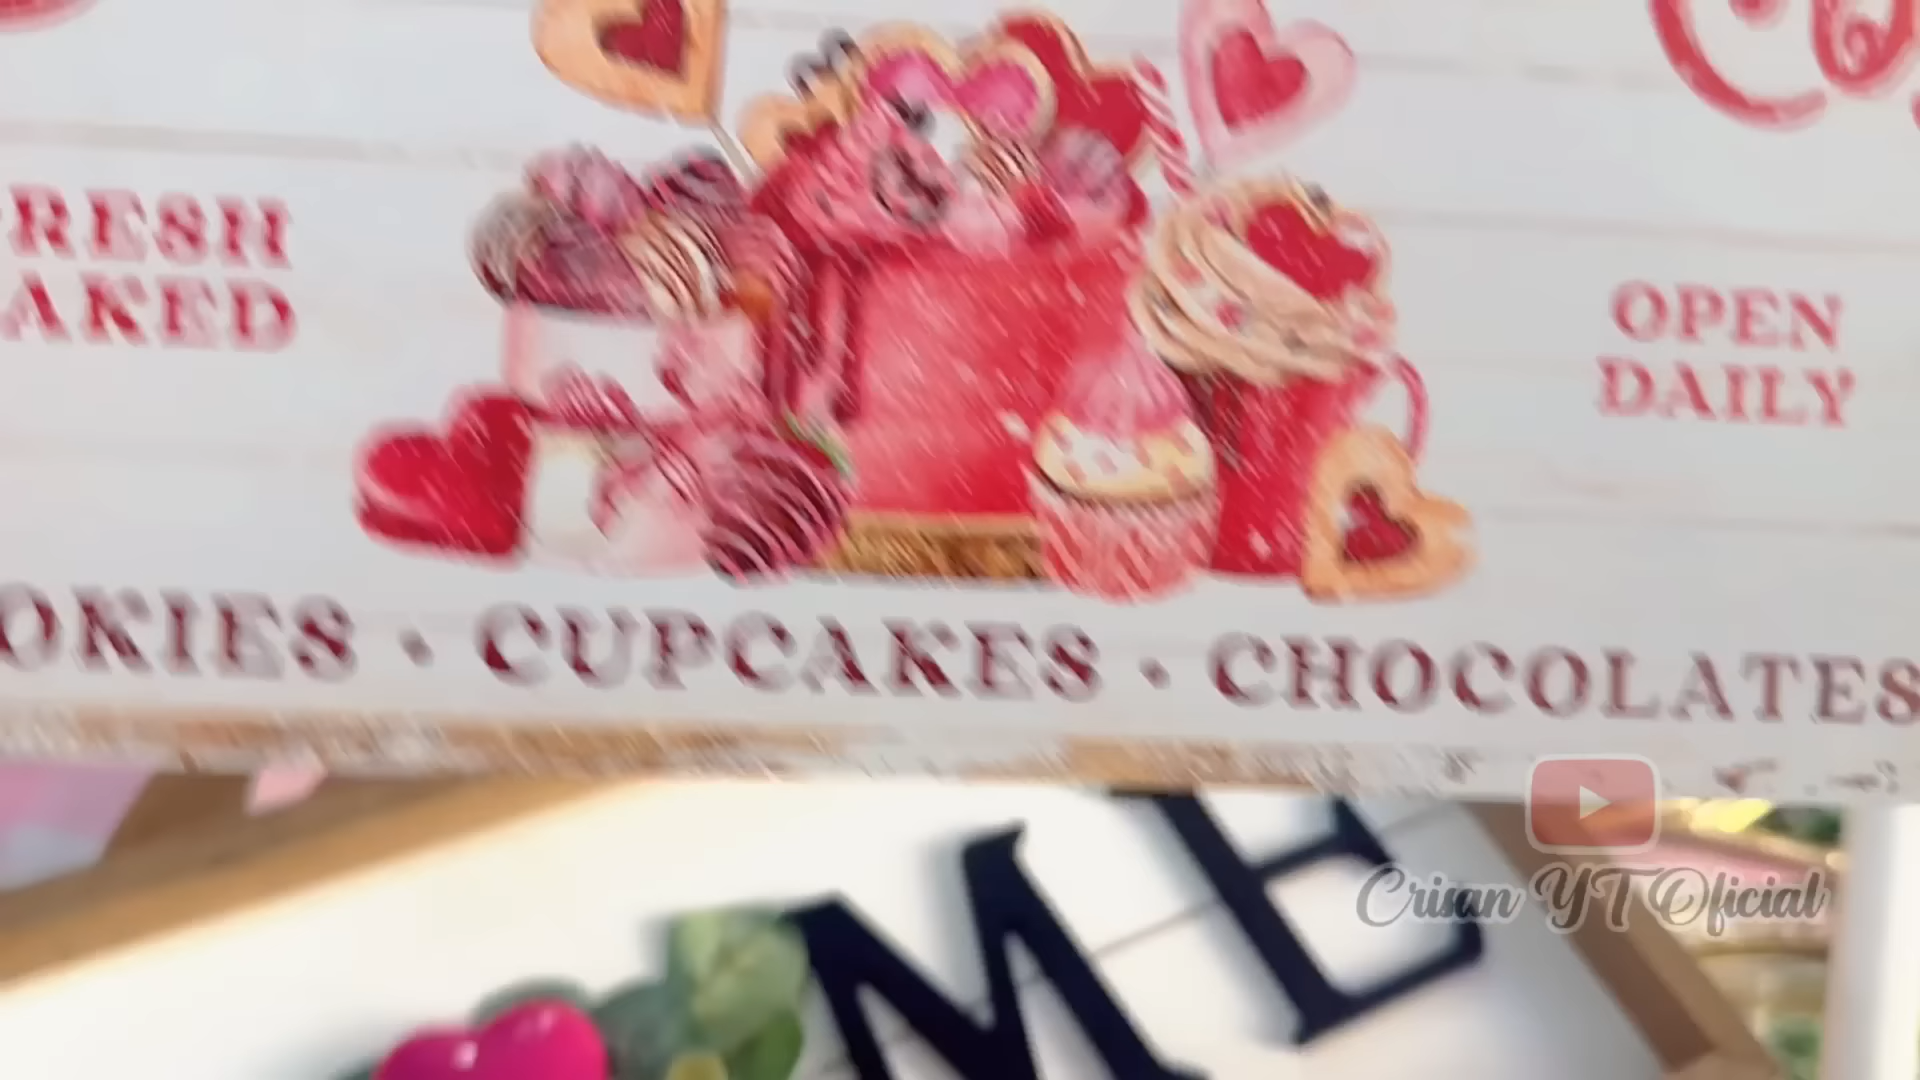 RESH
AKED
OPEN
DAILY
OKIES • CUPCAKES • CHOCOLATES
ME
Crisan YT Oficial